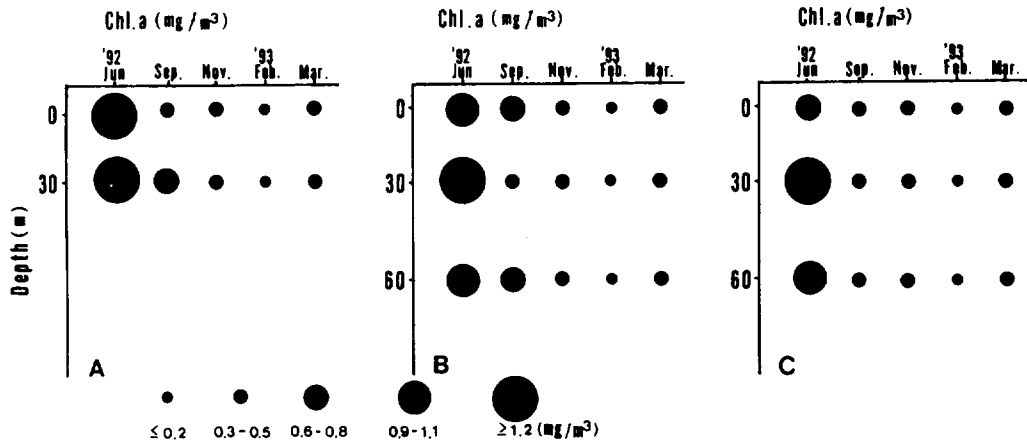 Chl.a (mg/m³)
'92 '93
Jun Sep. Nov. Feb. Mar.
0
30
Depth (m)
A
Chl.a (mg/m³)
'92 '93
Jun Sep. Nov. Feb. Mar.
0
30
60
B
Chl.a (mg/m³)
'92 '93
Jun Sep. Nov. Feb. Mar.
0
30
60
C
≤0.2 0.3-0.5 0.6-0.8 0.9-1.1 ≥1.2 (mg/m³)